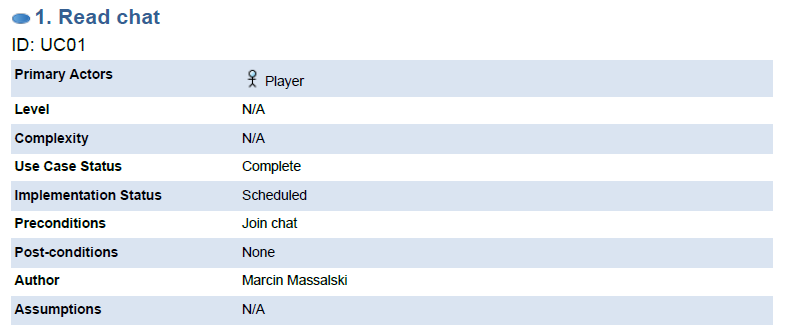 1. Read chat
ID: UC01
Primary Actors Player
Level N/A
Complexity N/A
Use Case Status Complete
Implementation Status Scheduled
Preconditions Join chat
Post-conditions None
Author Marcin Massalski
Assumptions N/A